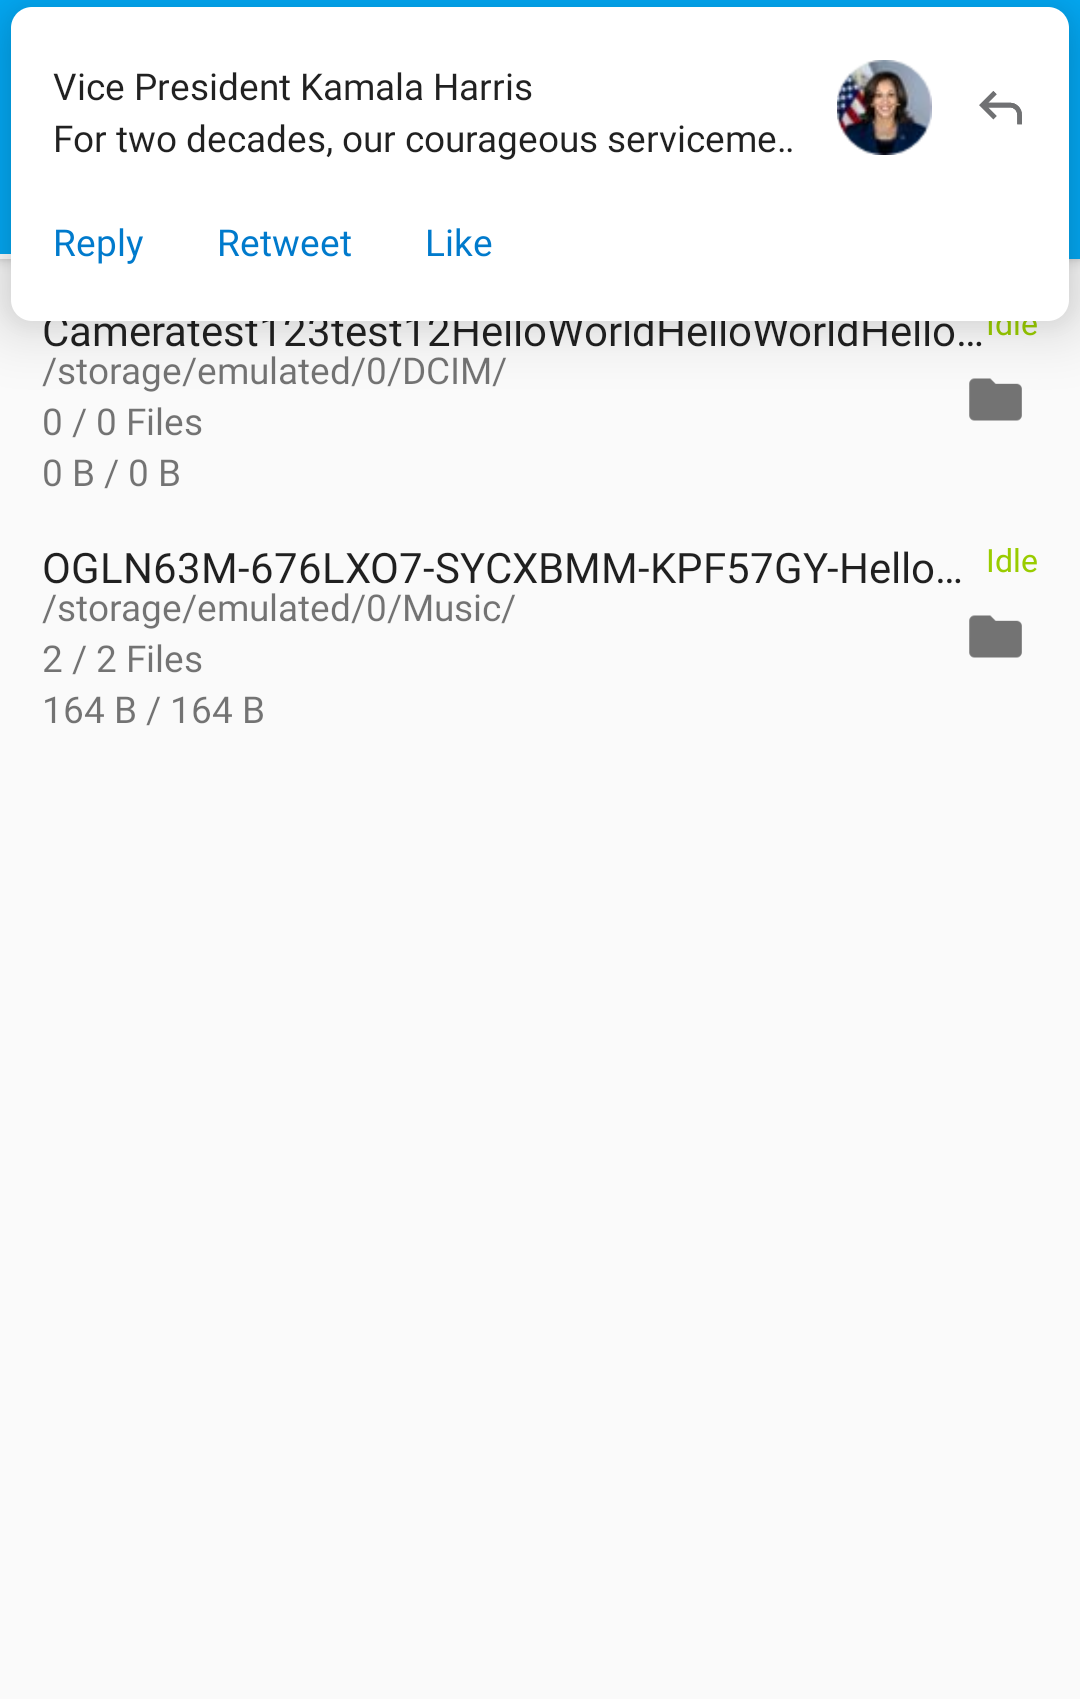 Vice President Kamala Harris
For two decades, our courageous serviceme..
Reply Retweet Like
Cameratest123test12HelloWorldHelloWorldHello... Idle
/storage/emulated/0/DCIM/
0 / 0 Files
0 B / 0 B
OGLN63M-676LXO7-SYCXBMM-KPF57GY-Hello... Idle
/storage/emulated/0/Music/
2 / 2 Files
164 B / 164 B